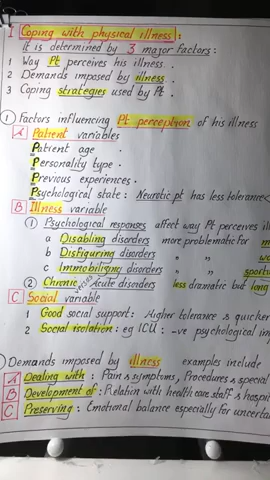 I Coping with physical illness :
It is determined by 3 major factors:
1 Way Pt perceives his illness.
2 Demands imposed by illness.
3 Coping strategies used by Pt.
1 Factors influencing Pt perception of his illness
A Patient variables
Patient age .
Personality type .
Previous experiences .
Psychological state : Neurotic pt has less tolerance
B Illness variable
1 Psychological responses affect way Pt perceives
a Disabling disorders more problematic for
b Disfiguring disorders " "
c Immobilising disorders " " sport
2 Chronic Acute disorders less dramatic but long
C Social variable
1 Good social support : Higher tolerance & quicker
2 Social isolation : eg ICU : -ve psychological
Demands imposed by illness examples include
A Dealing with : Pain & symptoms, Procedures & special
B Development of : Relation with health care staff &
C Preserving : Emotional balance especially for